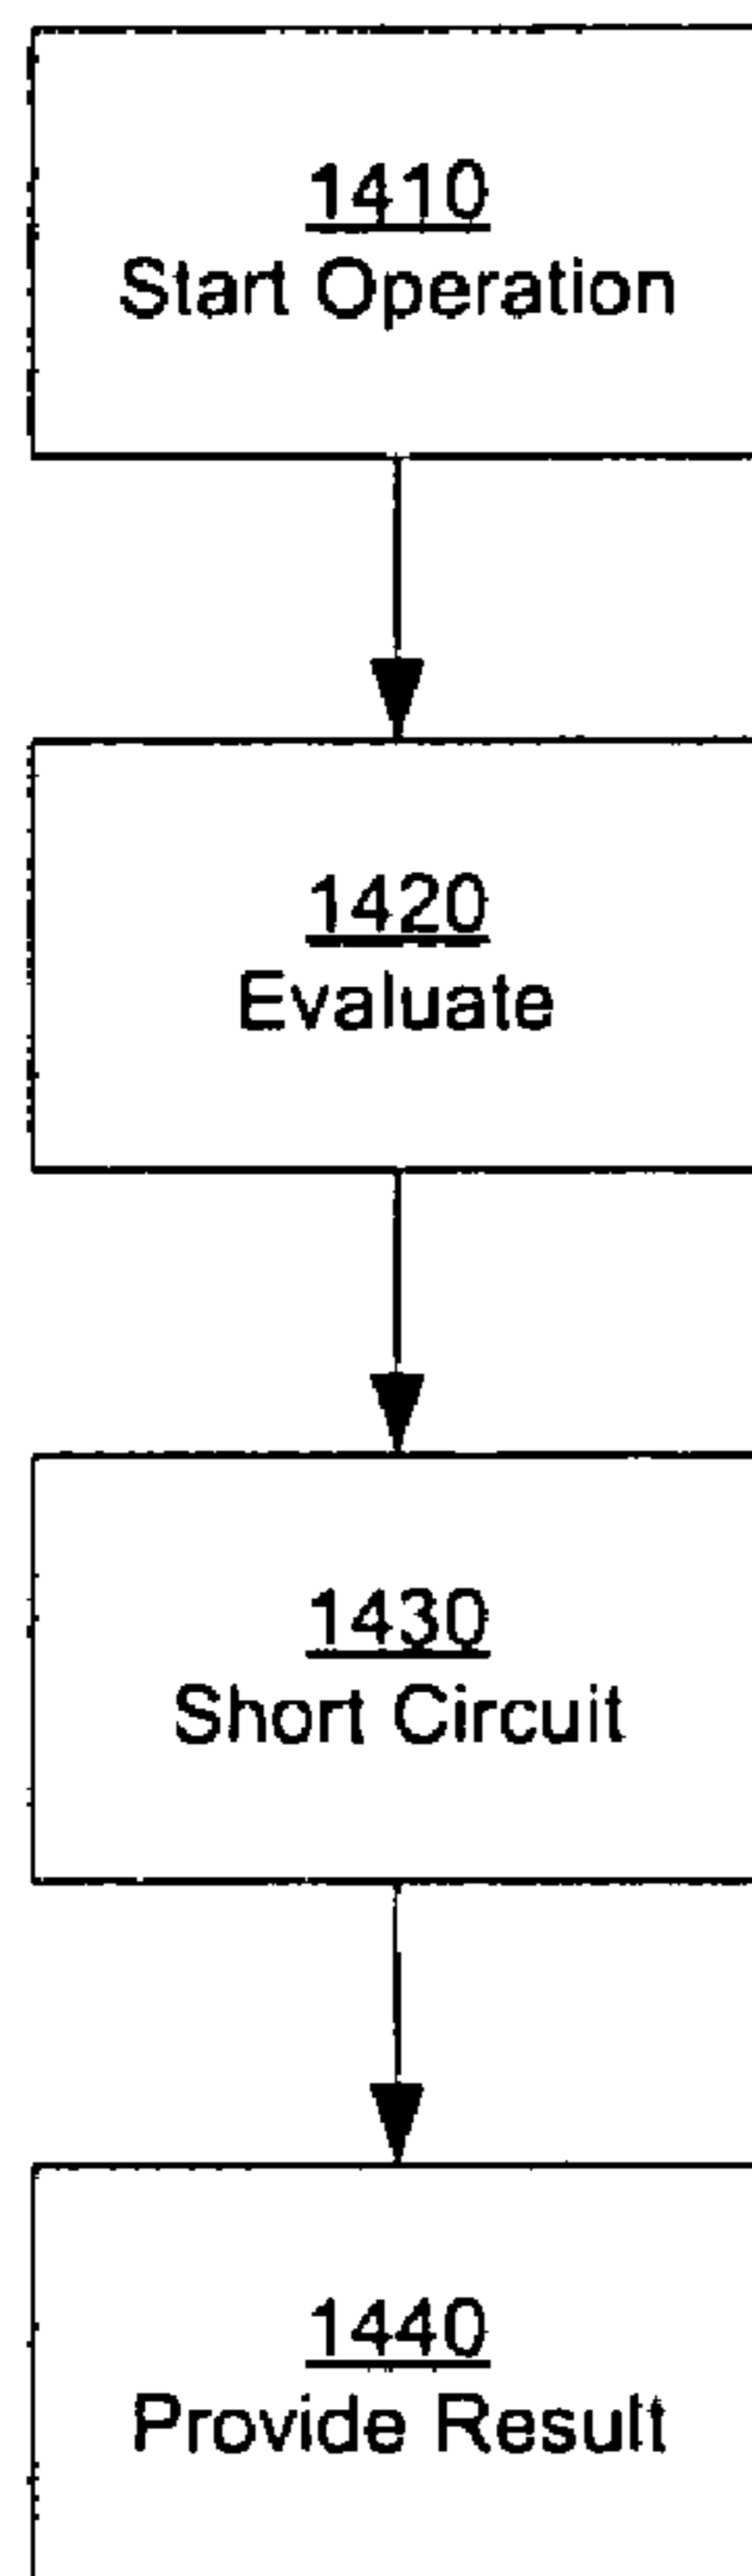 1410
Start Operation
1420
Evaluate
1430
Short Circuit
1440
Provide Result